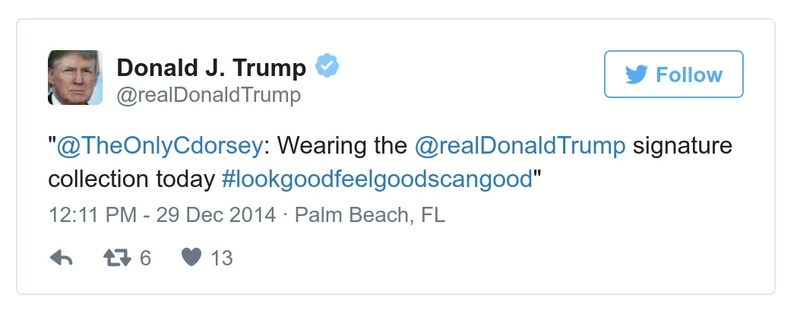 Donald J. Trump
@realDonaldTrump
Follow
"@TheOnlyCdorsey: Wearing the @realDonaldTrump signature
collection today #lookgoodfeelgoodscangood"
12:11 PM - 29 Dec 2014 · Palm Beach, FL
6 13